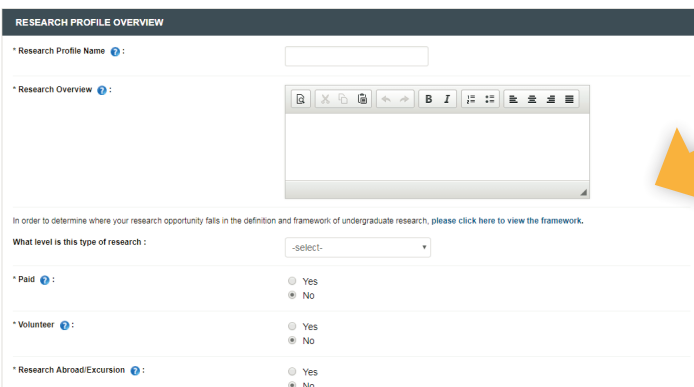 RESEARCH PROFILE OVERVIEW
* Research Profile Name ? :
* Research Overview ? :
B I
In order to determine where your research opportunity falls in the definition and framework of undergraduate research, please click here to view the framework.
What level is this type of research :
-select-
* Paid ? :
Yes
No
* Volunteer ? :
Yes
No
* Research Abroad/Excursion ? :
Yes
No